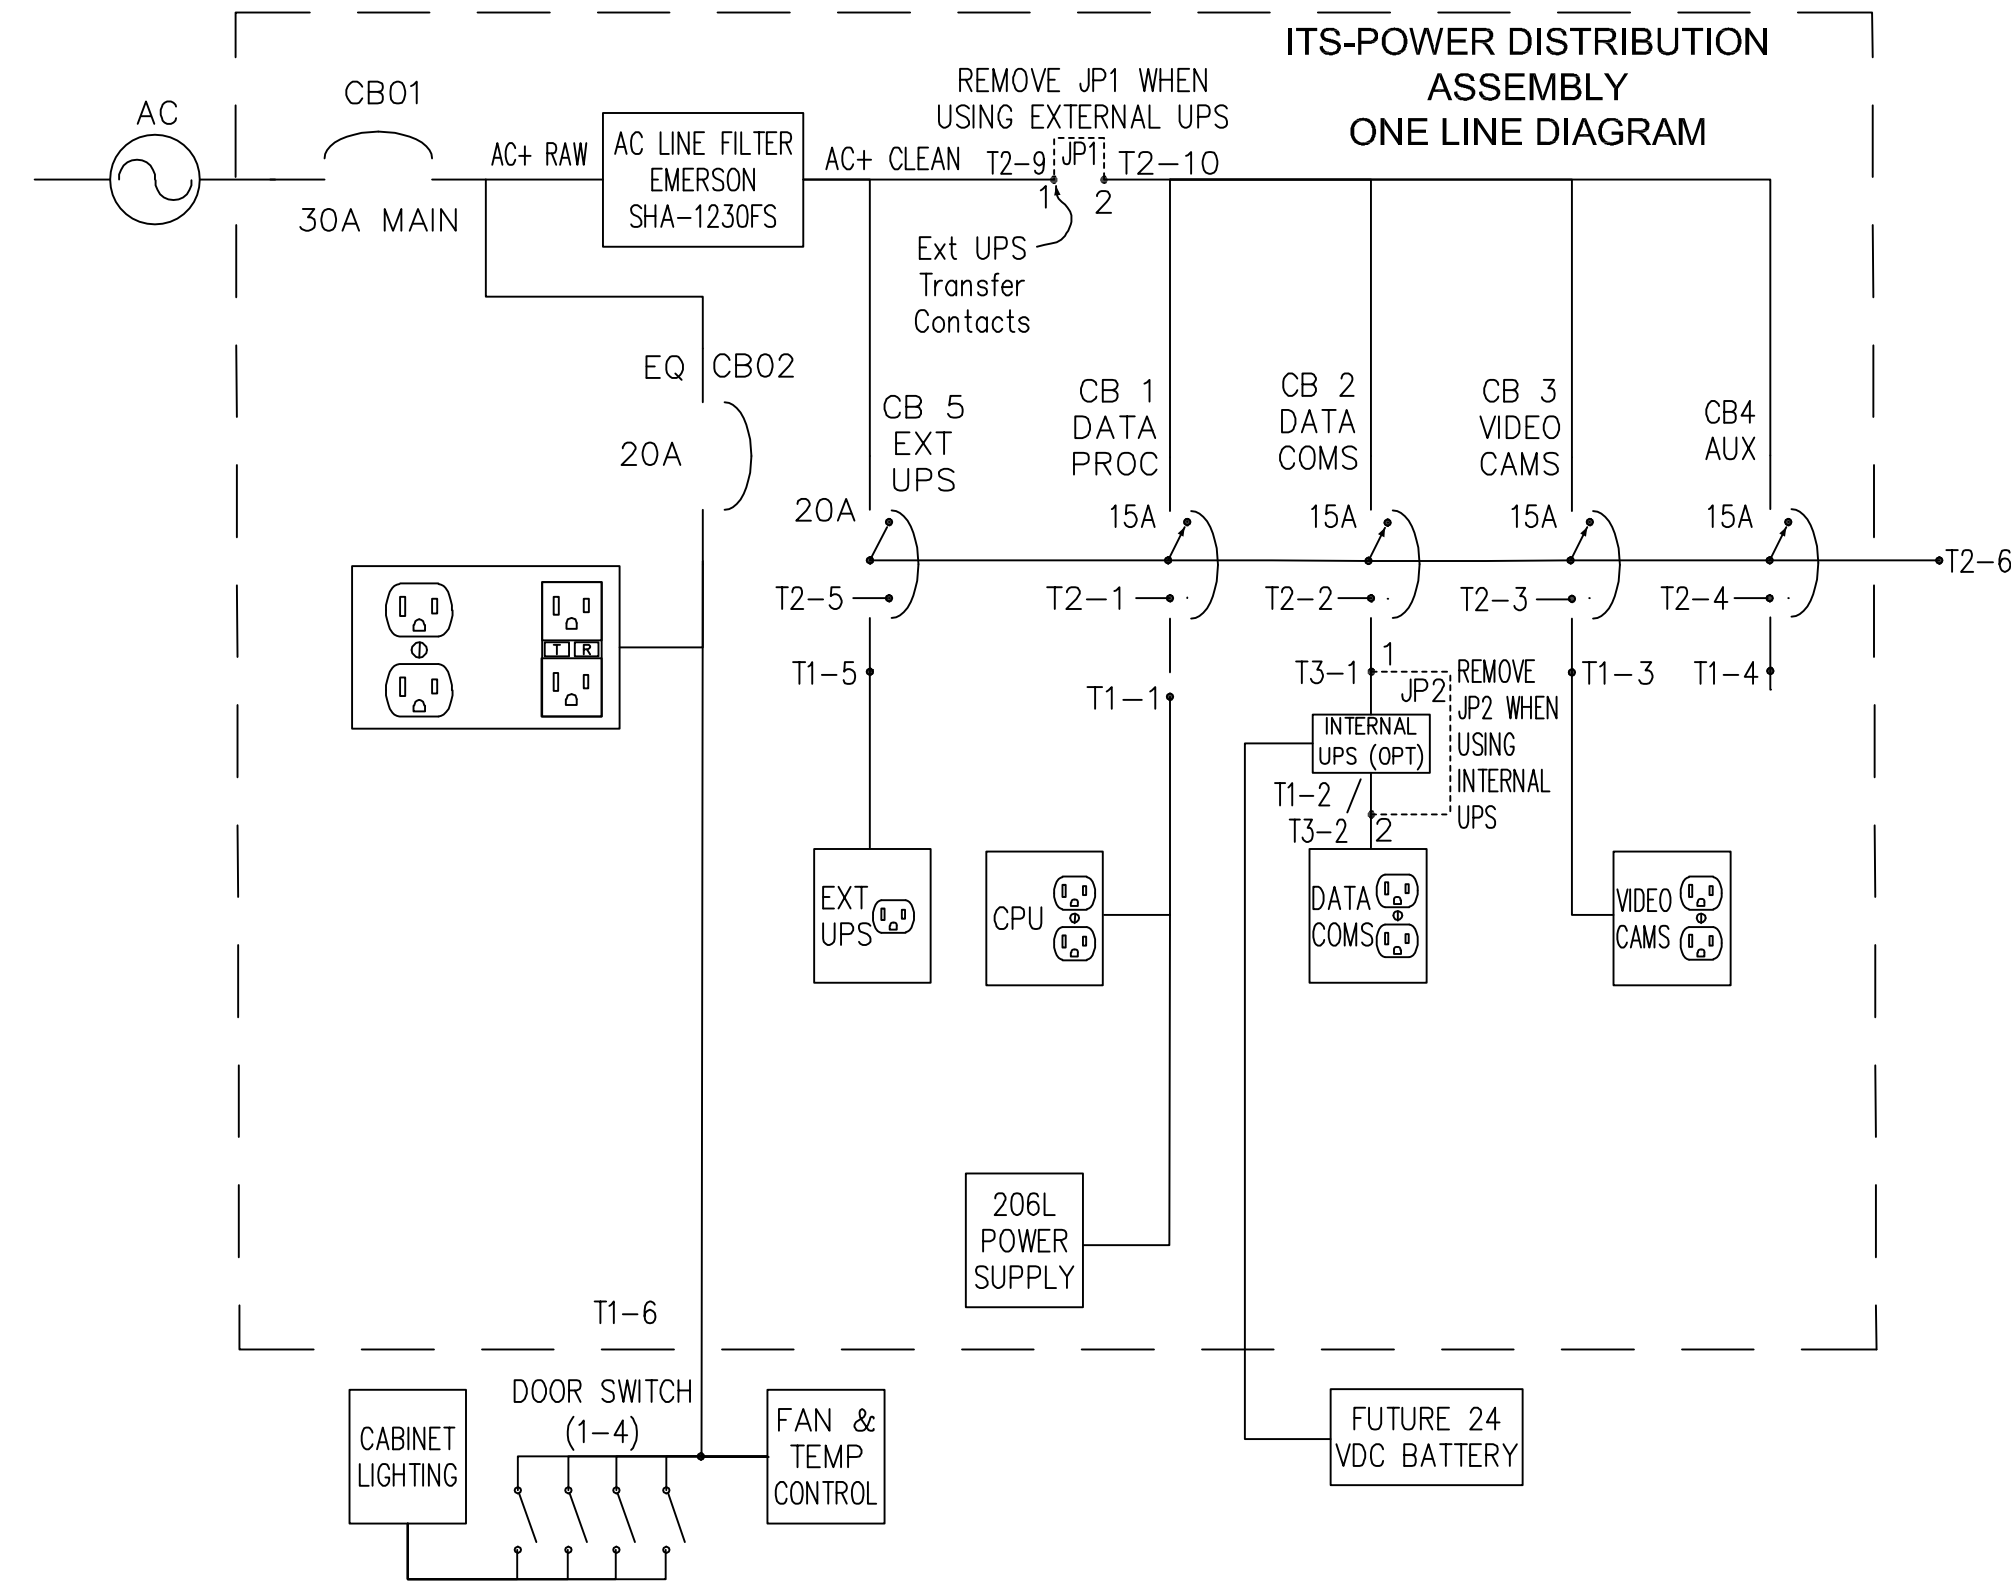 ITS-POWER DISTRIBUTION
ASSEMBLY
ONE LINE DIAGRAM
AC
CB01
30A MAIN
AC+ RAW
AC LINE FILTER
EMERSON
SHA-1230FS
AC+ CLEAN
REMOVE JP1 WHEN
USING EXTERNAL UPS
T2-9
JP1
T2-10
1
2
Ext UPS
Transfer
Contacts
EQ
CB02
20A
CB 5
EXT
UPS
20A
CB 1
DATA
PROC
15A
CB 2
DATA
COMS
15A
CB 3
VIDEO
CAMS
15A
CB4
AUX
15A
T2-6
T2-5
T2-1
T2-2
T2-3
T2-4
T R
T1-5
T1-1
T3-1
1
JP2
REMOVE
JP2 WHEN
USING
INTERNAL
UPS
T1-3
T1-4
INTERNAL
UPS (OPT)
T1-2
T3-2
2
EXT
UPS
CPU
DATA
COMS
VIDEO
CAMS
206L
POWER
SUPPLY
T1-6
CABINET
LIGHTING
DOOR SWITCH
(1-4)
FAN &
TEMP
CONTROL
FUTURE 24
VDC BATTERY